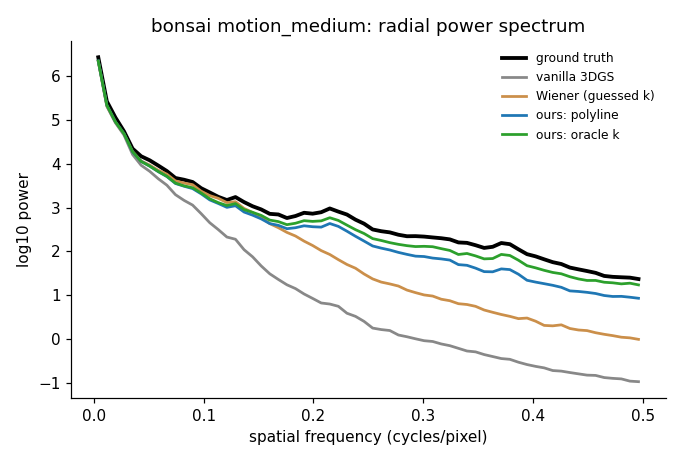 bonsai motion_medium: radial power spectrum
ground truth
vanilla 3DGS
Wiener (guessed k)
ours: polyline
ours: oracle k
log10 power
6
5
4
3
2
1
0
−1
0.0 0.1 0.2 0.3 0.4 0.5
spatial frequency (cycles/pixel)